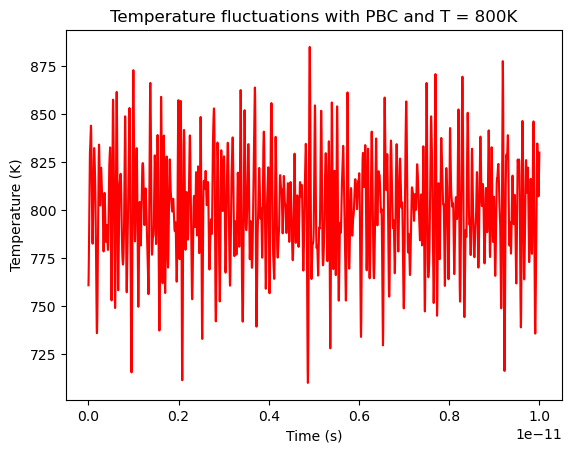 Temperature fluctuations with PBC and T = 800K
Temperature (K)
875
850
825
800
775
750
725
0.0 0.2 0.4 0.6 0.8 1.0
Time (s)
1e−11